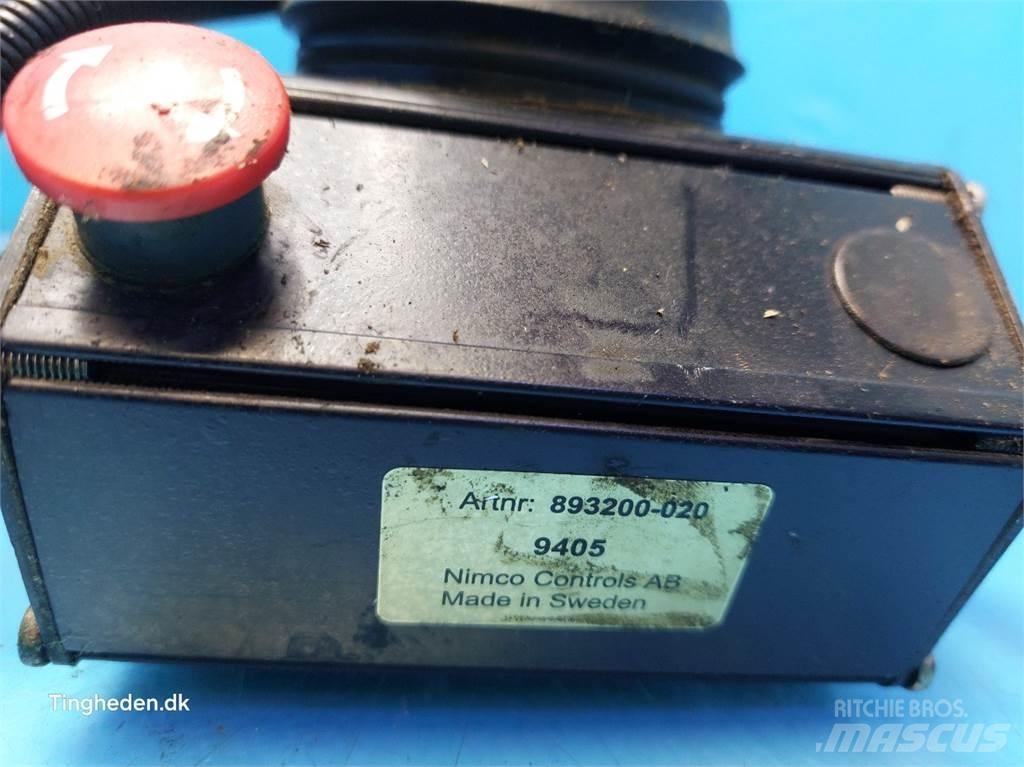 Artnr: 893200-020
9405
Nimco Controls AB
Made in Sweden
Tingheden.dk
RITCHIE BROS.
MASCUS